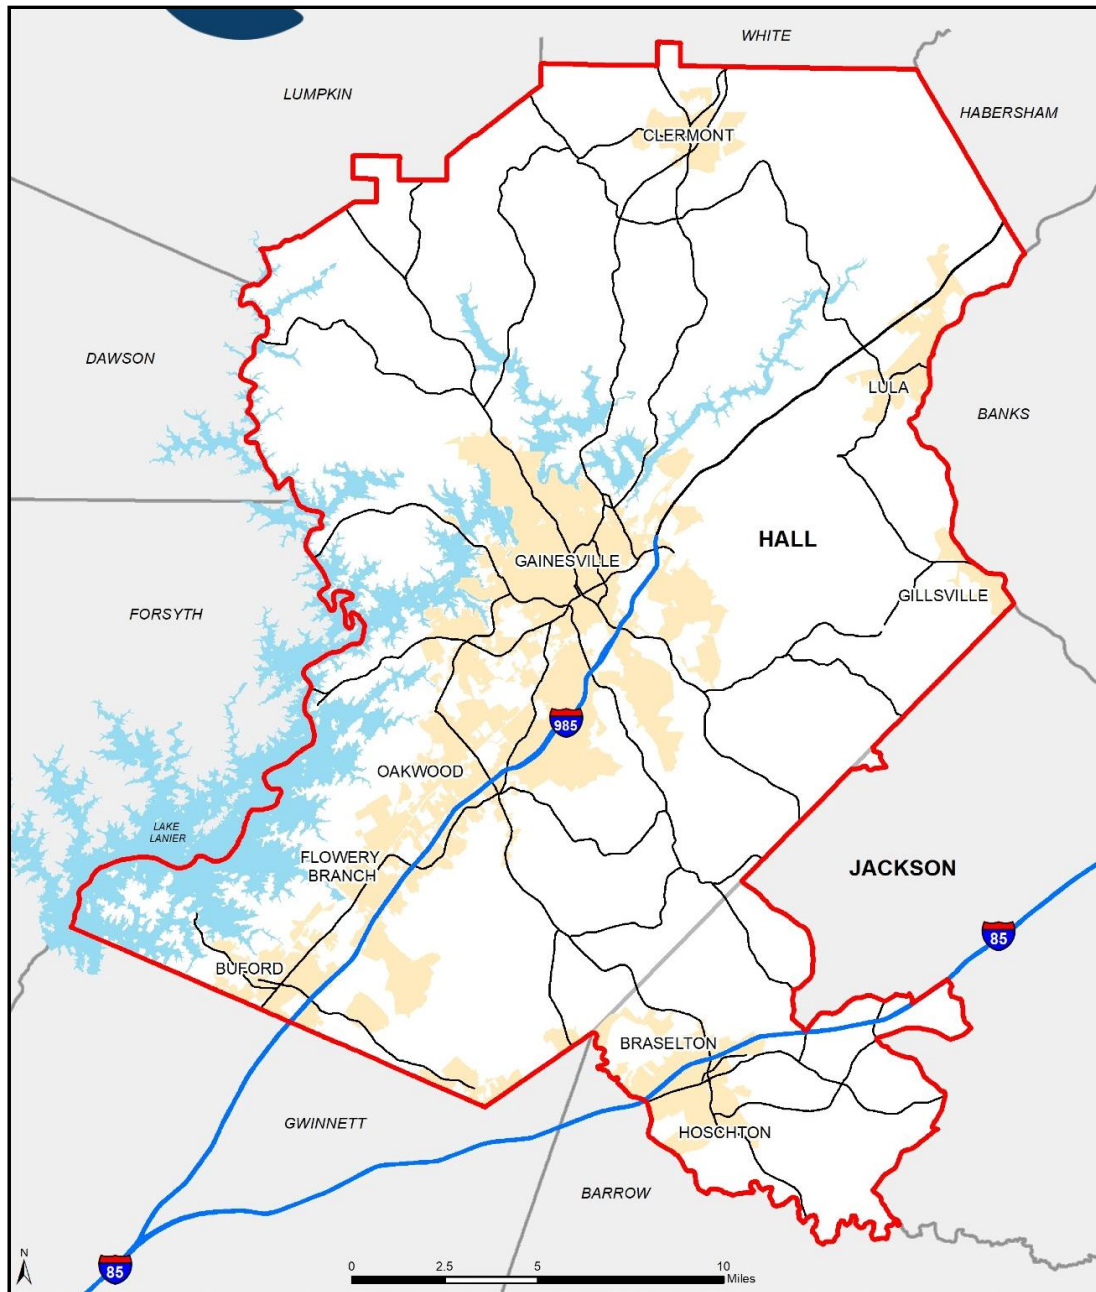 WHITE
LUMPKIN
HABERSHAM
CLERMONT
DAWSON
LULA
BANKS
HALL
GAINESVILLE
GILLSVILLE
FORSYTH
985
OAKWOOD
LAKE
LANIER
FLOWERY
BRANCH
JACKSON
85
BUFORD
BRASELTON
GWINNETT
HOSCHTON
BARROW
N
85
0 2.5 5 10
Miles